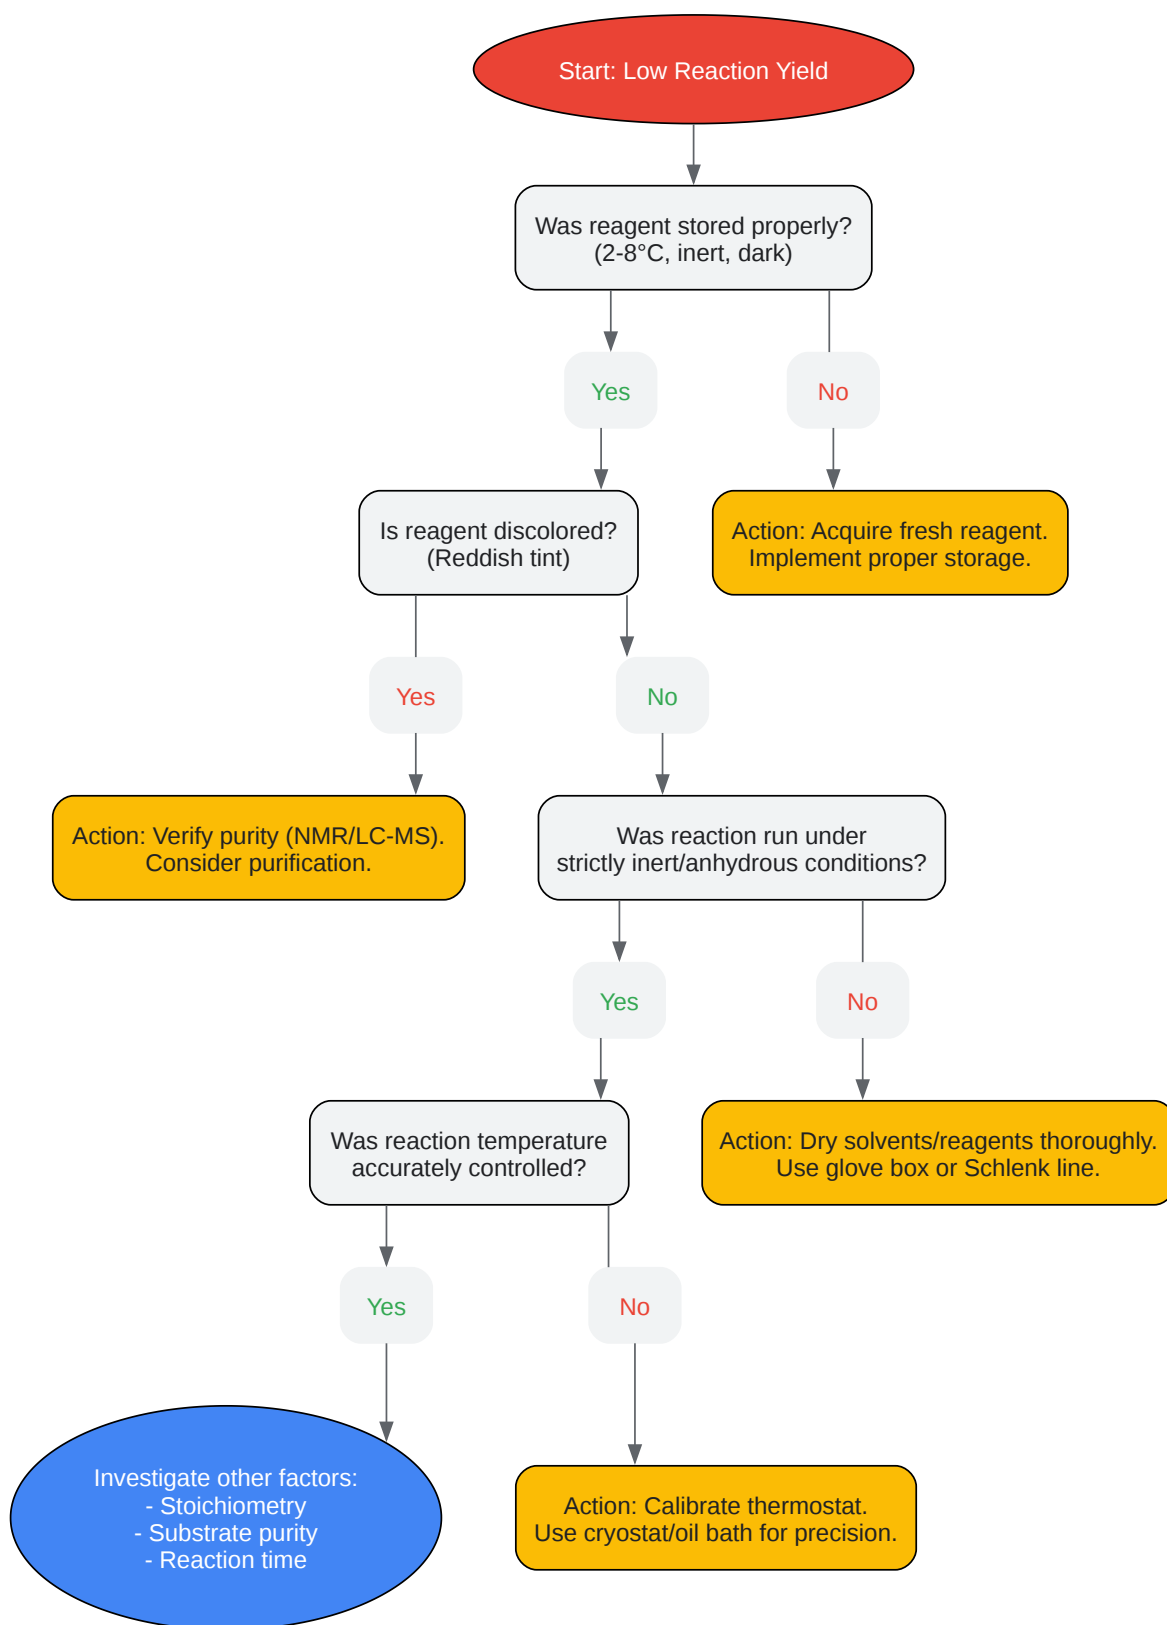 Start: Low Reaction Yield
Was reagent stored properly?
(2-8°C, inert, dark)
Yes
No
Is reagent discolored?
(Reddish tint)
Action: Acquire fresh reagent.
Implement proper storage.
Yes
No
Action: Verify purity (NMR/LC-MS).
Consider purification.
Was reaction run under
strictly inert/anhydrous conditions?
Yes
No
Was reaction temperature
accurately controlled?
Action: Dry solvents/reagents thoroughly.
Use glove box or Schlenk line.
Yes
No
Investigate other factors:
- Stoichiometry
- Substrate purity
- Reaction time
Action: Calibrate thermostat.
Use cryostat/oil bath for precision.